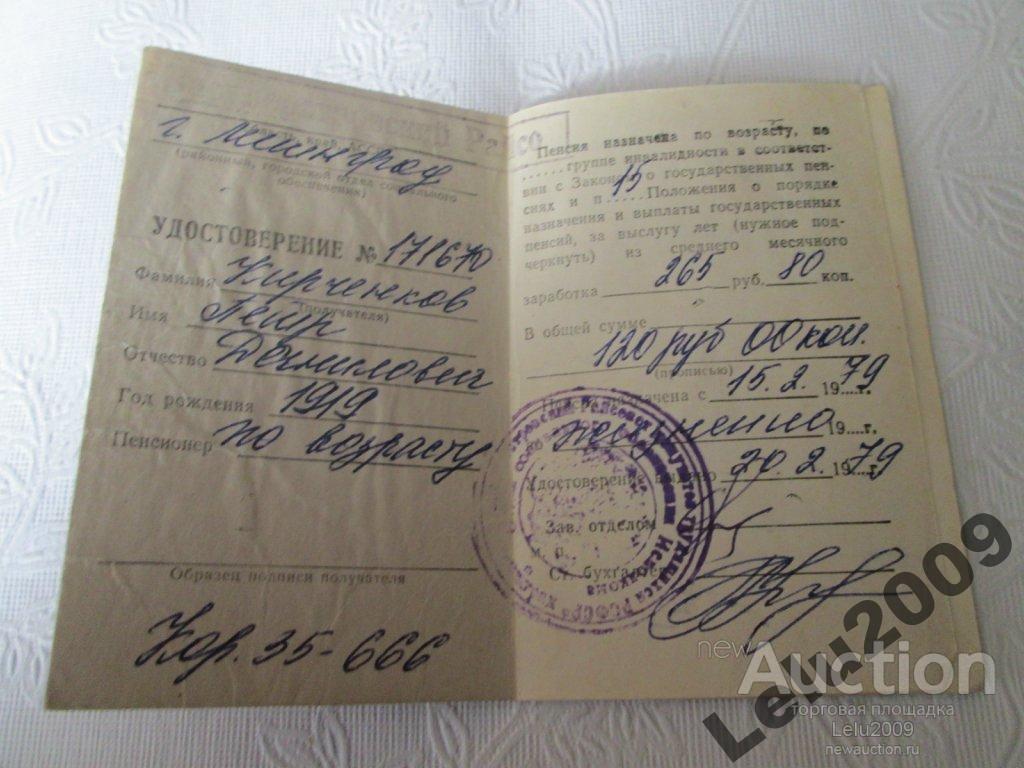 г. Ленинград
(районный, городской отдел социального
обеспечения)
УДОСТОВЕРЕНИЕ № 171670
Фамилия Кирченков
(получателя)
Имя Петр
Отчество Данилович
Год рождения 1919
Пенсионер по возрасту
Образец подписи получателя
Кир. 35-666
Пенсия назначена по возрасту, по
......группе инвалидности в соответст-
вии с Законом о государственных пен-
сиях и п. 15 Положения о порядке
назначения и выплаты государственных
пенсий, за выслугу лет (нужное под-
черкнуть) из среднего месячного
заработка 265 руб. 80 коп.
В общей сумме
120 руб 00 коп.
(прописью)
назначена с 15.2. 1979
19....г.
Удостоверение выдано 20.2. 1979 г.
Зав. отделом
м. п.
Ст. бухгалтер
newAuction
торговая площадка
Lelu2009
newauction.ru
Lelu2009